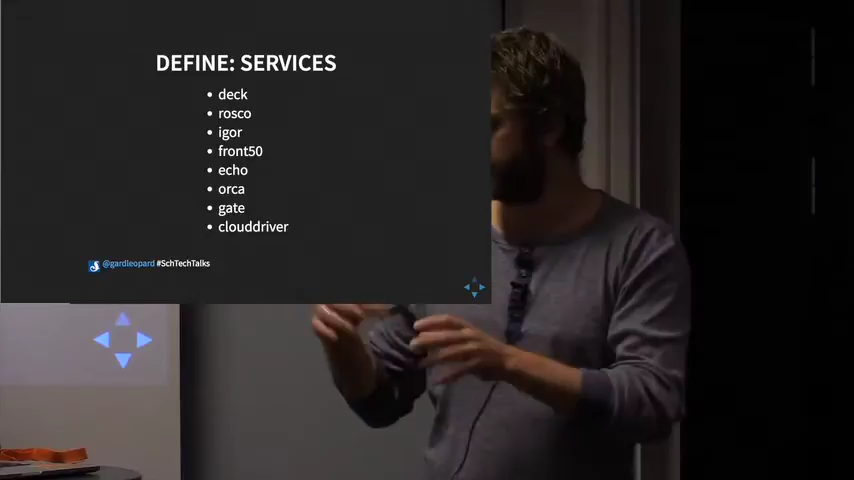 DEFINE: SERVICES
deck
rosco
igor
front50
echo
orca
gate
clouddriver
@gardleopard #SchTechTalks